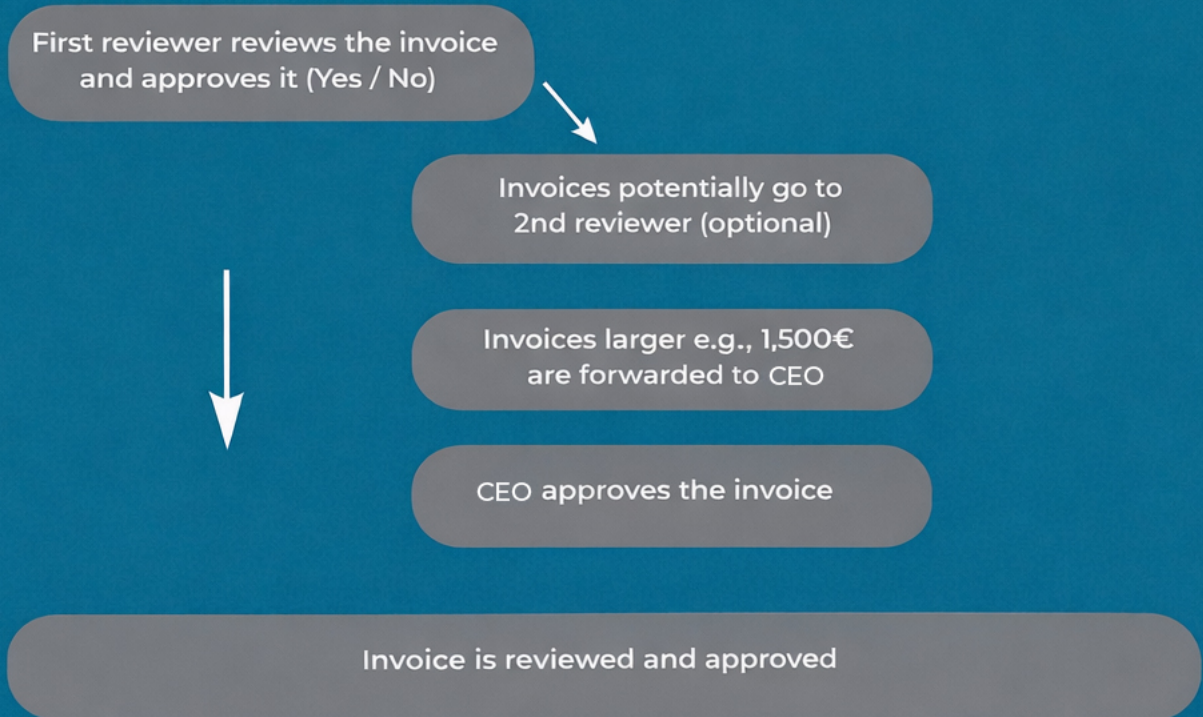 First reviewer reviews the invoice
and approves it (Yes / No)
Invoices potentially go to
2nd reviewer (optional)
Invoices larger e.g., 1,500€
are forwarded to CEO
CEO approves the invoice
Invoice is reviewed and approved